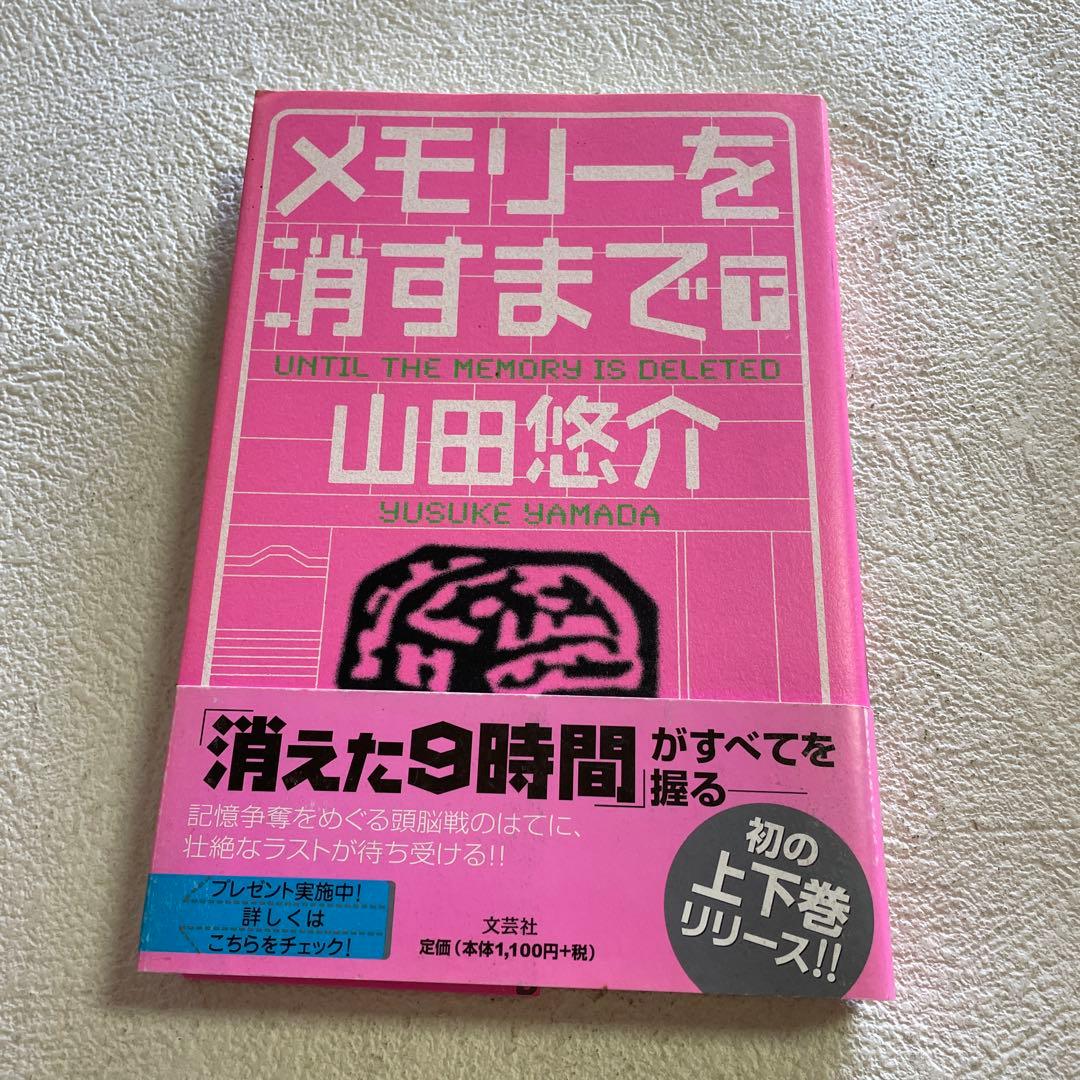 メモリーを
消すまで 下
UNTIL THE MEMORY IS DELETED
山田悠介
YUSUKE YAMADA
「消えた9時間」がすべてを
握る――
記憶争奪をめぐる頭脳戦のはてに、
壮絶なラストが待ち受ける!!
プレゼント実施中!
詳しくは
こちらをチェック!
文芸社
定価(本体1,100円+税)
初の
上下巻
リリース!!